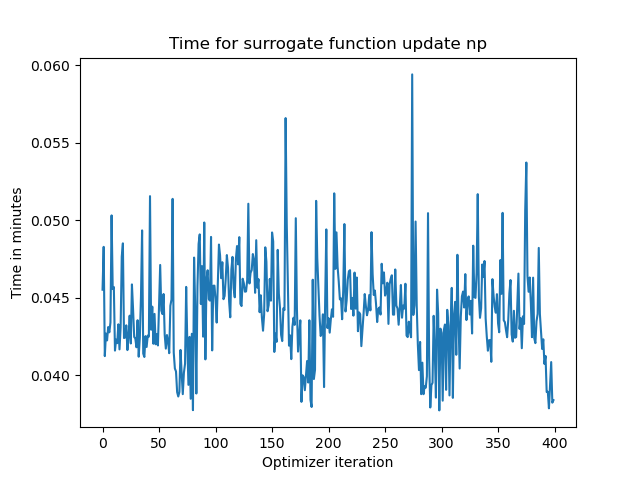 Time for surrogate function update np
0.060
0.055
0.050
0.045
0.040
Time in minutes
0 50 100 150 200 250 300 350 400
Optimizer iteration